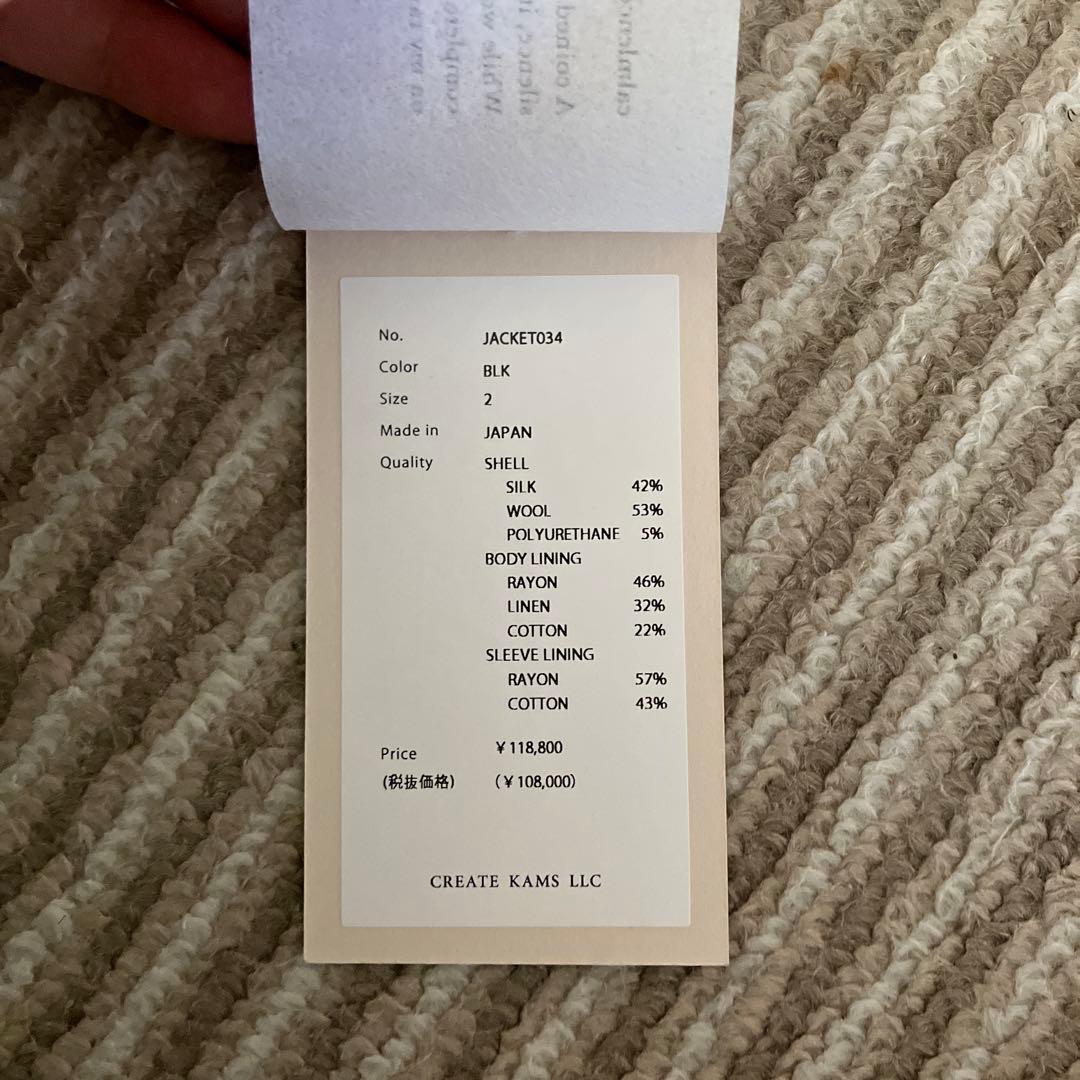 No. JACKET034
Color BLK
Size 2
Made in JAPAN
Quality SHELL
SILK 42%
WOOL 53%
POLYURETHANE 5%
BODY LINING
RAYON 46%
LINEN 32%
COTTON 22%
SLEEVE LINING
RAYON 57%
COTTON 43%
Price ¥118,800
(税抜価格) (¥108,000)
CREATE KAMS LLC